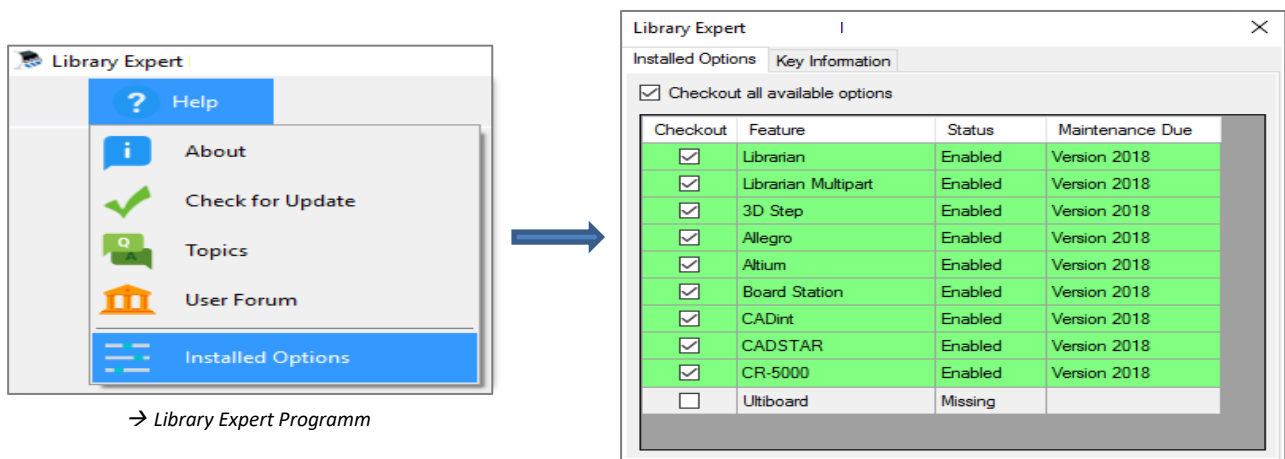 Library Expert
Help
About
Check for Update
Q
A
Topics
User Forum
Installed Options
→ Library Expert Programm
Library Expert
Installed Options Key Information
Checkout all available options
Checkout Feature Status Maintenance Due
Librarian Enabled Version 2018
Librarian Multipart Enabled Version 2018
3D Step Enabled Version 2018
Allegro Enabled Version 2018
Altium Enabled Version 2018
Board Station Enabled Version 2018
CADint Enabled Version 2018
CADSTAR Enabled Version 2018
CR-5000 Enabled Version 2018
Ultiboard Missing